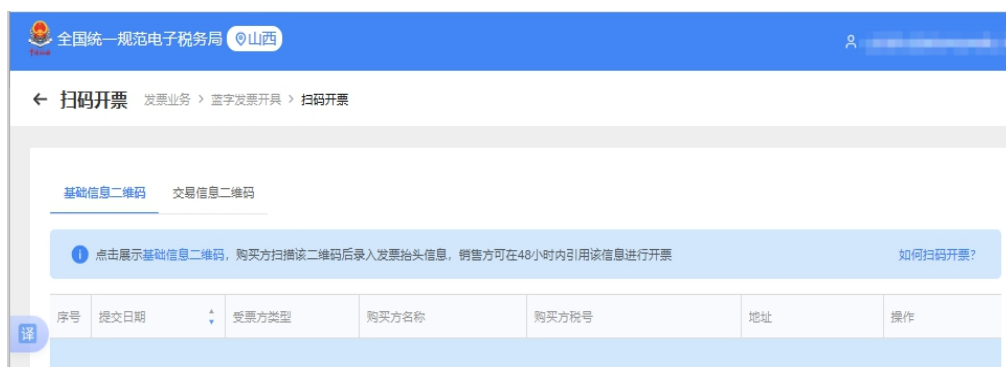 全国统一规范电子税务局 山西
扫码开票 发票业务 > 蓝字发票开具 > 扫码开票
基础信息二维码 交易信息二维码
点击展示基础信息二维码，购买方扫描该二维码后录入发票抬头信息，销售方可在48小时内引用该信息进行开票 如何扫码开票?
序号 提交日期 受票方类型 购买方名称 购买方税号 地址 操作
译